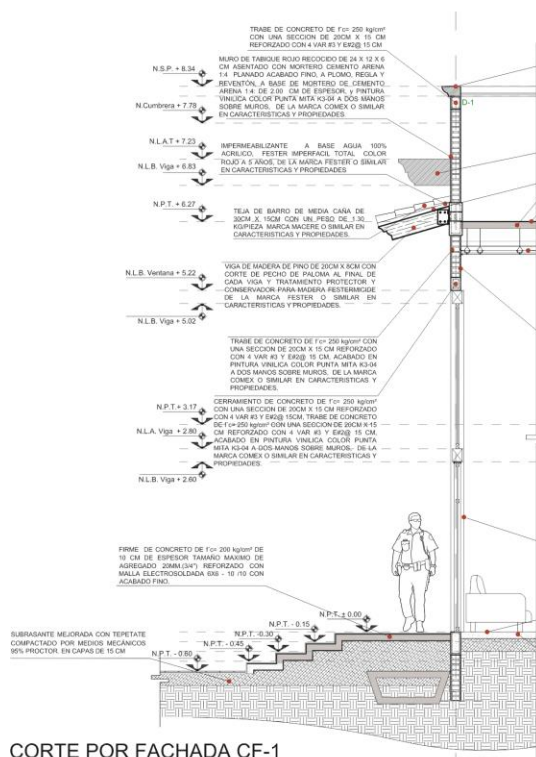 TRABE DE CONCRETO DE f'c= 250 kg/cm²
CON UNA SECCION DE 20CM X 15 CM
REFORZADO CON 4 VAR #3 Y E#2@ 15 CM
MURO DE TABIQUE ROJO RECOCIDO DE 24 X 12 X 6
CM ASENTADO CON MORTERO CEMENTO ARENA
1:4 PLANADO ACABADO FINO, A PLOMO, REGLA Y
REVENTÓN, A BASE DE MORTERO DE CEMENTO
ARENA 1:4: DE 2.00 CM DE ESPESOR, y PINTURA
VINILICA COLOR PUNTA MITA K3-04 A DOS MANOS
SOBRE MUROS, DE LA MARCA COMEX O SIMILAR
EN CARACTERISTICAS Y PROPIEDADES.
N.S.P. + 8.34
N.Cumbrera + 7.78
D-1
N.L.A.T + 7.23
N.L.B. Viga + 6.83
IMPERMEABILIZANTE A BASE AGUA 100%
ACRILICO, FESTER IMPERFACIL TOTAL COLOR
ROJO A 5 AÑOS, DE LA MARCA FESTER O SIMILAR
EN CARACTERISTICAS Y PROPIEDADES
N.P.T. + 6.27
TEJA DE BARRO DE MEDIA CAÑA DE
30CM X 15CM CON UN PESO DE 1.30
KG/PIEZA MARCA MACERE O SIMILAR EN
CARACTERISTICAS Y PROPIEDADES.
N.L.B. Ventana + 5.22
N.L.B. Viga + 5.02
VIGA DE MADERA DE PINO DE 20CM X 8CM CON
CORTE DE PECHO DE PALOMA AL FINAL DE
CADA VIGA Y TRATAMIENTO PROTECTOR Y
CONSERVADOR PARA MADERA FESTERMICIDE
DE LA MARCA FESTER O SIMILAR EN
CARACTERISTICAS Y PROPIEDADES.
TRABE DE CONCRETO DE f'c= 250 kg/cm² CON
UNA SECCION DE 20CM X 15 CM REFORZADO
CON 4 VAR #3 Y E#2@ 15 CM, ACABADO EN
PINTURA VINILICA COLOR PUNTA MITA K3-04
A DOS MANOS SOBRE MUROS, DE LA MARCA
COMEX O SIMILAR EN CARACTERISTICAS Y
PROPIEDADES.
N.P.T.+ 3.17
N.L.A. Viga + 2.80
N.L.B. Viga + 2.60
CERRAMIENTO DE CONCRETO DE f'c= 250 kg/cm²
CON UNA SECCION DE 20CM X 15 CM REFORZADO
CON 4 VAR #3 Y E#2@ 15CM, TRABE DE CONCRETO
DE f'c= 250 kg/cm² CON UNA SECCION DE 20CM X 15
CM REFORZADO CON 4 VAR #3 Y E#2@ 15 CM,
ACABADO EN PINTURA VINILICA COLOR PUNTA
MITA K3-04 A DOS MANOS SOBRE MUROS, DE LA
MARCA COMEX O SIMILAR EN CARACTERISTICAS Y
PROPIEDADES.
FIRME DE CONCRETO DE f'c= 200 kg/cm² DE
10 CM DE ESPESOR TAMAÑO MAXIMO DE
AGREGADO 20MM.(3/4") REFORZADO CON
MALLA ELECTROSOLDADA 6X6 - 10 /10 CON
ACABADO FINO.
N.P.T. ± 0.00
N.P.T. - 0.15
N.P.T. -0.30
N.P.T. - 0.45
N.P.T. - 0.60
SUBRASANTE MEJORADA CON TEPETATE
COMPACTADO POR MEDIOS MECÁNICOS
95% PROCTOR. EN CAPAS DE 15 CM
CORTE POR FACHADA CF-1